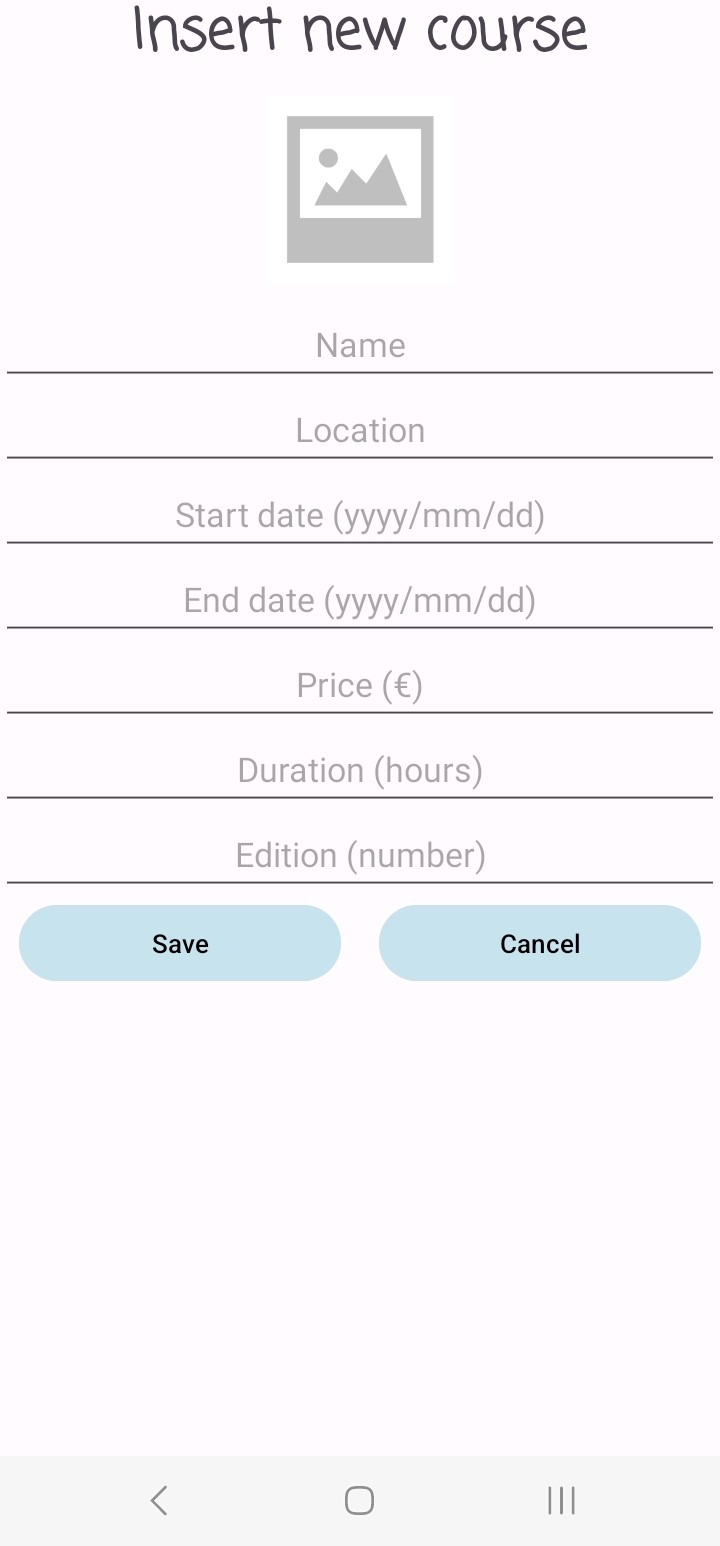 Insert new course
Name
Location
Start date (yyyy/mm/dd)
End date (yyyy/mm/dd)
Price (€)
Duration (hours)
Edition (number)
Save
Cancel